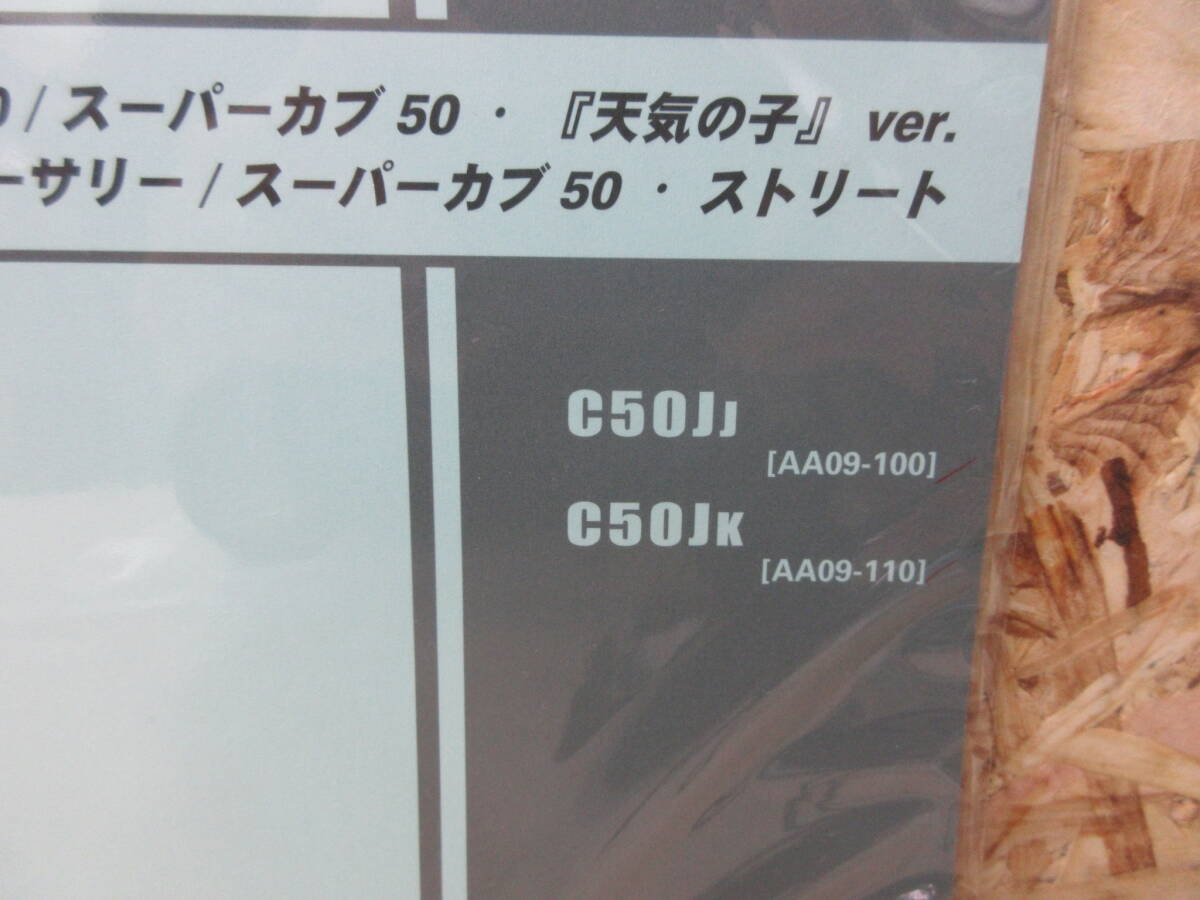 0 / スーパーカブ 50 ・ 『天気の子』 ver.
ーサリー / スーパーカブ 50 ・ ストリート
C50JJ
[AA09-100]
C50JK
[AA09-110]